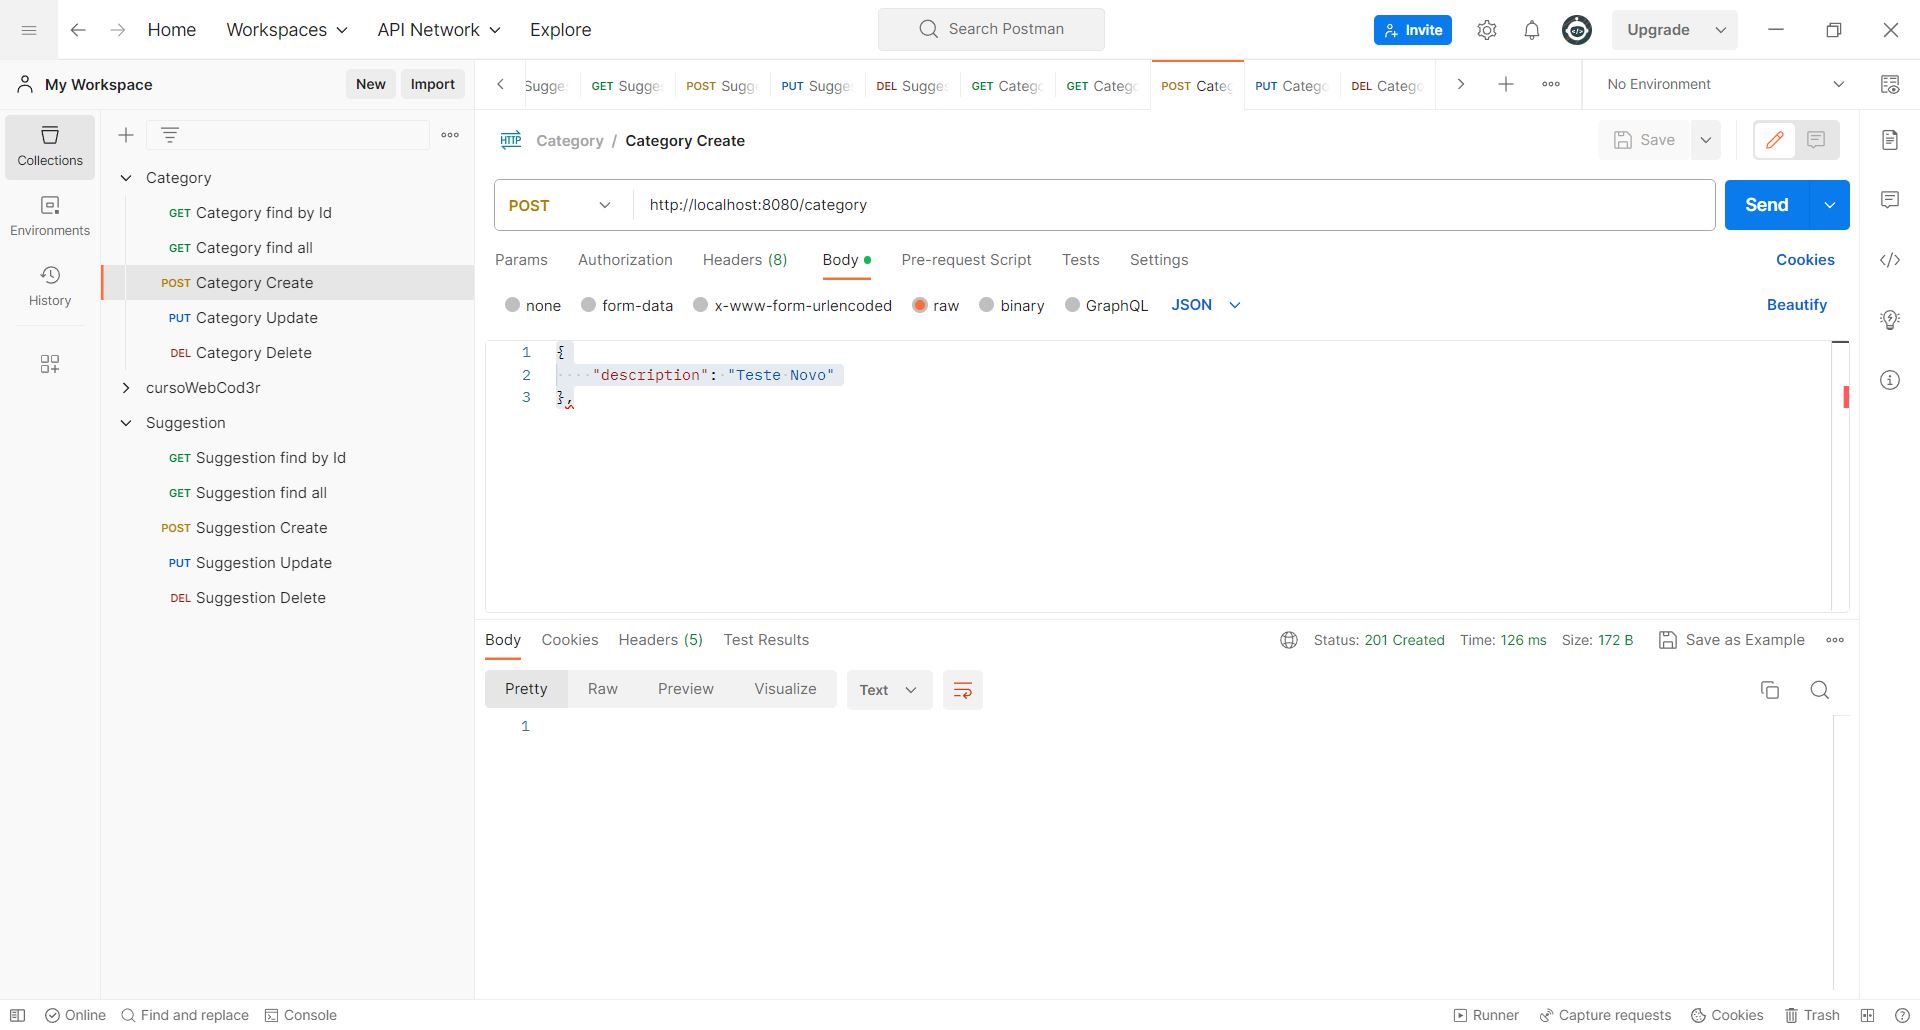 Home Workspaces API Network Explore Search Postman Invite Upgrade
My Workspace New Import
Sugge GET Sugge POST Sugg PUT Sugge DEL Sugge GET Catego GET Catego POST Categ PUT Catego DEL Catego No Environment
Collections
Environments
History
Category
GET Category find by Id
GET Category find all
POST Category Create
PUT Category Update
DEL Category Delete
cursoWebCod3r
Suggestion
GET Suggestion find by Id
GET Suggestion find all
POST Suggestion Create
PUT Suggestion Update
DEL Suggestion Delete
HTTP Category / Category Create Save
POST http://localhost:8080/category Send
Params Authorization Headers (8) Body Pre-request Script Tests Settings Cookies
none form-data x-www-form-urlencoded raw binary GraphQL JSON Beautify
1 {
2 "description": "Teste Novo"
3 },
Body Cookies Headers (5) Test Results Status: 201 Created Time: 126 ms Size: 172 B Save as Example
Pretty Raw Preview Visualize Text
1
Online Find and replace Console Runner Capture requests Cookies Trash